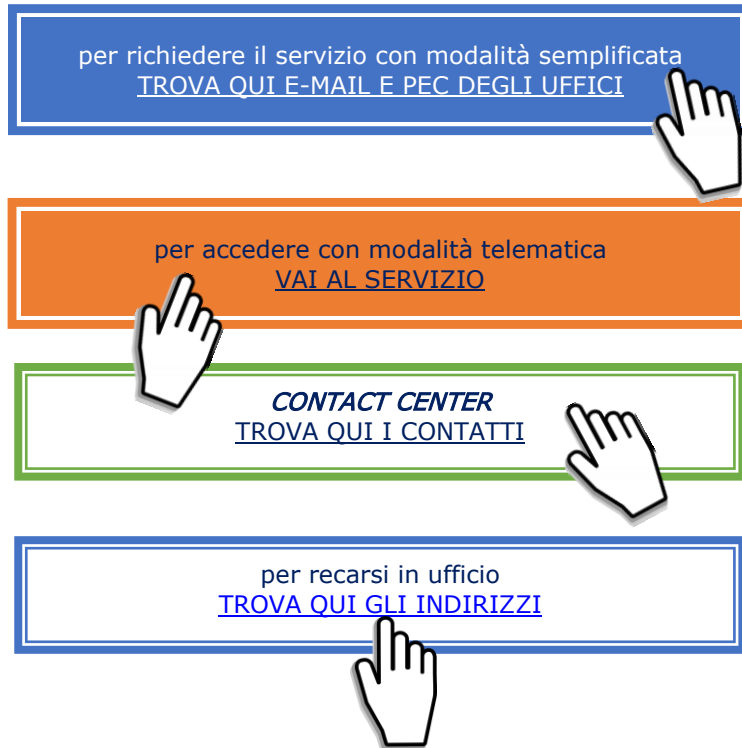 per richiedere il servizio con modalità semplificata
TROVA QUI E-MAIL E PEC DEGLI UFFICI
per accedere con modalità telematica
VAI AL SERVIZIO
CONTACT CENTER
TROVA QUI I CONTATTI
per recarsi in ufficio
TROVA QUI GLI INDIRIZZI